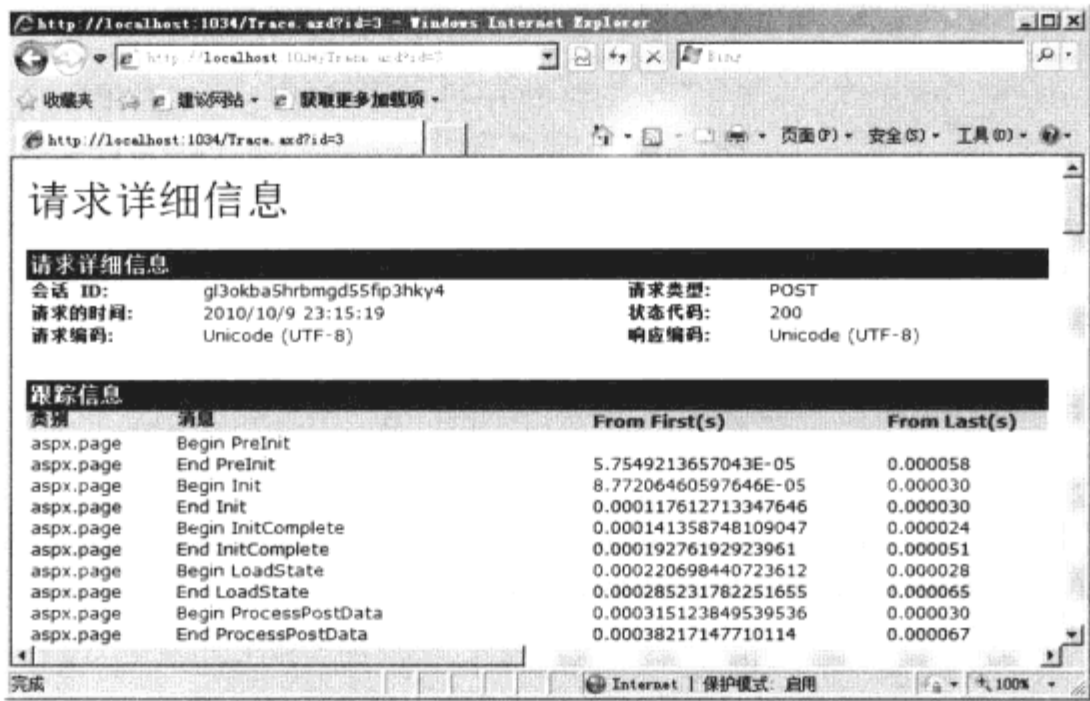 http://localhost:1034/Trace.axd?id=3 - Windows Internet Explorer
http://localhost:1034/Trace.axd?id=3 bing
收藏夹 建议网站 获取更多加载项
http://localhost:1034/Trace.axd?id=3 页面(P) 安全(S) 工具(O)
请求详细信息
请求详细信息
会话 ID: gl3okba5hrbmgd55fip3hky4 请求类型: POST
请求的时间: 2010/10/9 23:15:19 状态代码: 200
请求编码: Unicode (UTF-8) 响应编码: Unicode (UTF-8)
跟踪信息
类别 消息 From First(s) From Last(s)
aspx.page Begin PreInit
aspx.page End PreInit 5.7549213657043E-05 0.000058
aspx.page Begin Init 8.77206460597646E-05 0.000030
aspx.page End Init 0.000117612713347646 0.000030
aspx.page Begin InitComplete 0.000141358748109047 0.000024
aspx.page End InitComplete 0.00019276192923961 0.000051
aspx.page Begin LoadState 0.000220698440723612 0.000028
aspx.page End LoadState 0.000285231782251655 0.000065
aspx.page Begin ProcessPostData 0.000315123849539536 0.000030
aspx.page End ProcessPostData 0.00038217147710114 0.000067
完成 Internet | 保护模式: 启用 100%